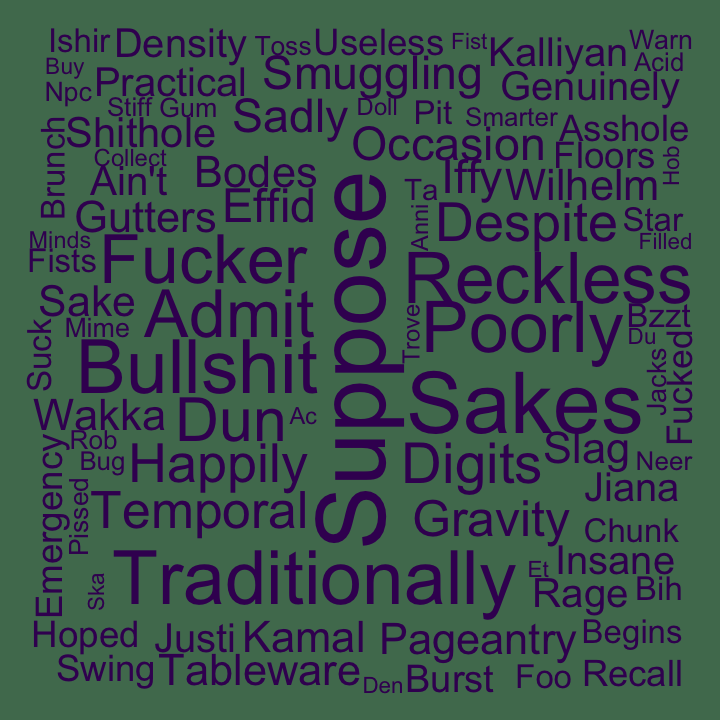 Ishir Density Toss Useless Fist Kalliyan Warn
Buy Acid
Npc Practical Smuggling Genuinely
Stiff Gum Sadly Doll Pit Smarter
Brunch Shithole Occasion Asshole
Collect Floors Hob
Ain't Bodes Ta Iffy Wilhelm
Gutters Effid Anni Despite Star
Minds Filled
Fists Fucker Suppose Reckless
Sake Admit Trove Poorly Bzzt
Suck Mime Du
Bullshit Jacks Fucked
Wakka Dun Ac Sakes
Rob Slag
Bug Happily Digits Neer
Emergency Pissed Jiana
Temporal Gravity Chunk
Ska Traditionally Et Insane
Rage Bih
Hoped Justi Kamal Pageantry Begins
Swing Tableware Den Burst Foo Recall